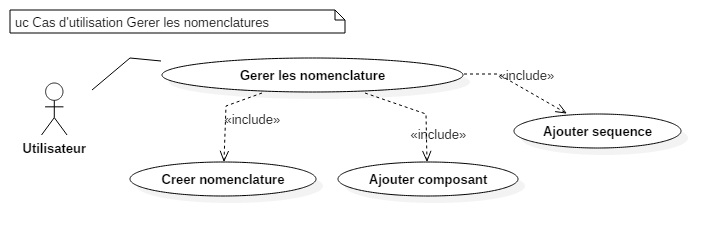 uc Cas d'utilisation Gerer les nomenclatures
Gerer les nomenclature
«include»
«include»
«include»
Ajouter sequence
Utilisateur
Creer nomenclature
Ajouter composant